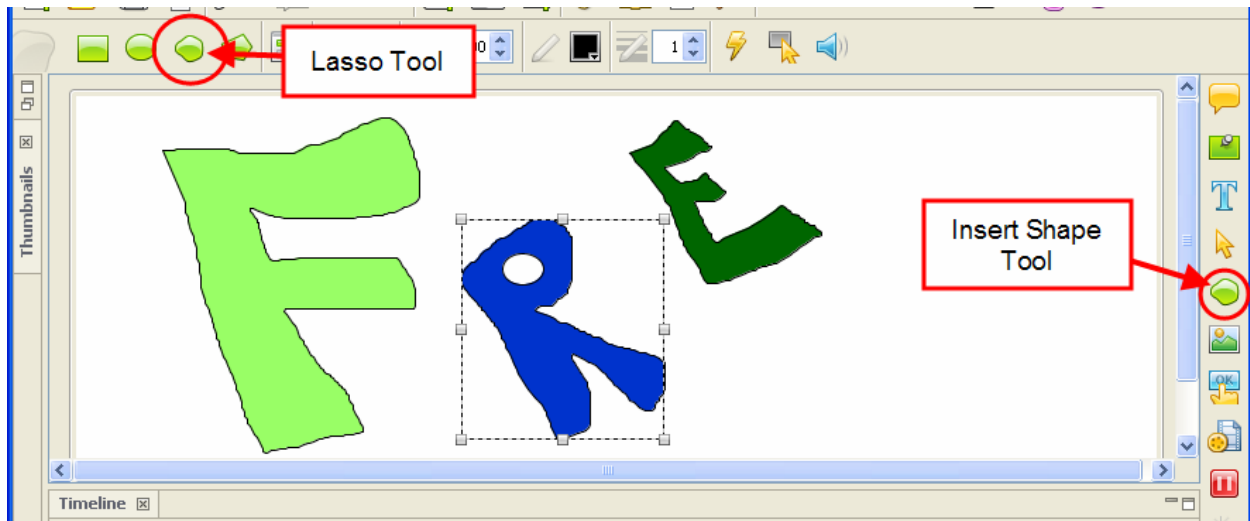 Lasso Tool
1
Thumbnails
F R E
Insert Shape
Tool
OK
Timeline